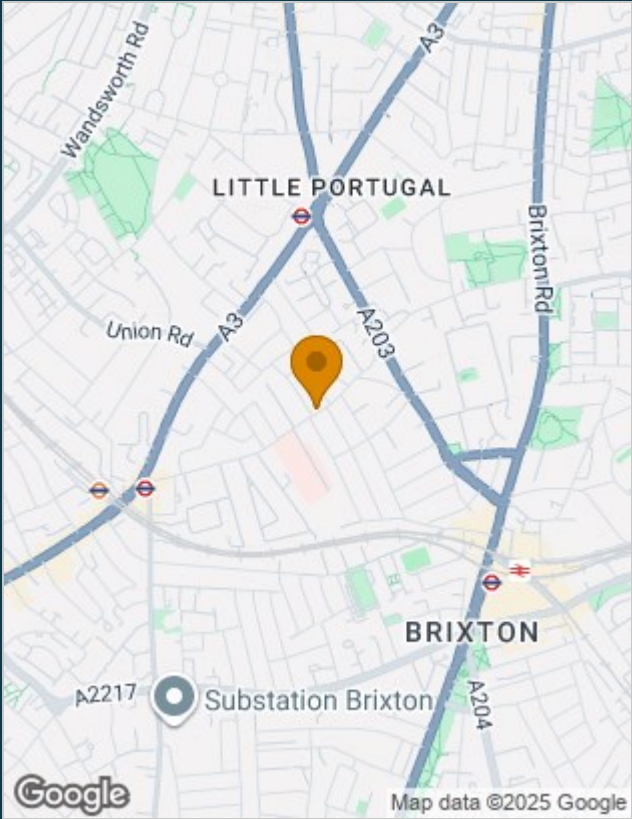 Wandsworth Rd
A3
LITTLE PORTUGAL
Brixton Rd
A3
Union Rd
A203
BRIXTON
A2217
Substation Brixton
A204
Google
Map data ©2025 Google